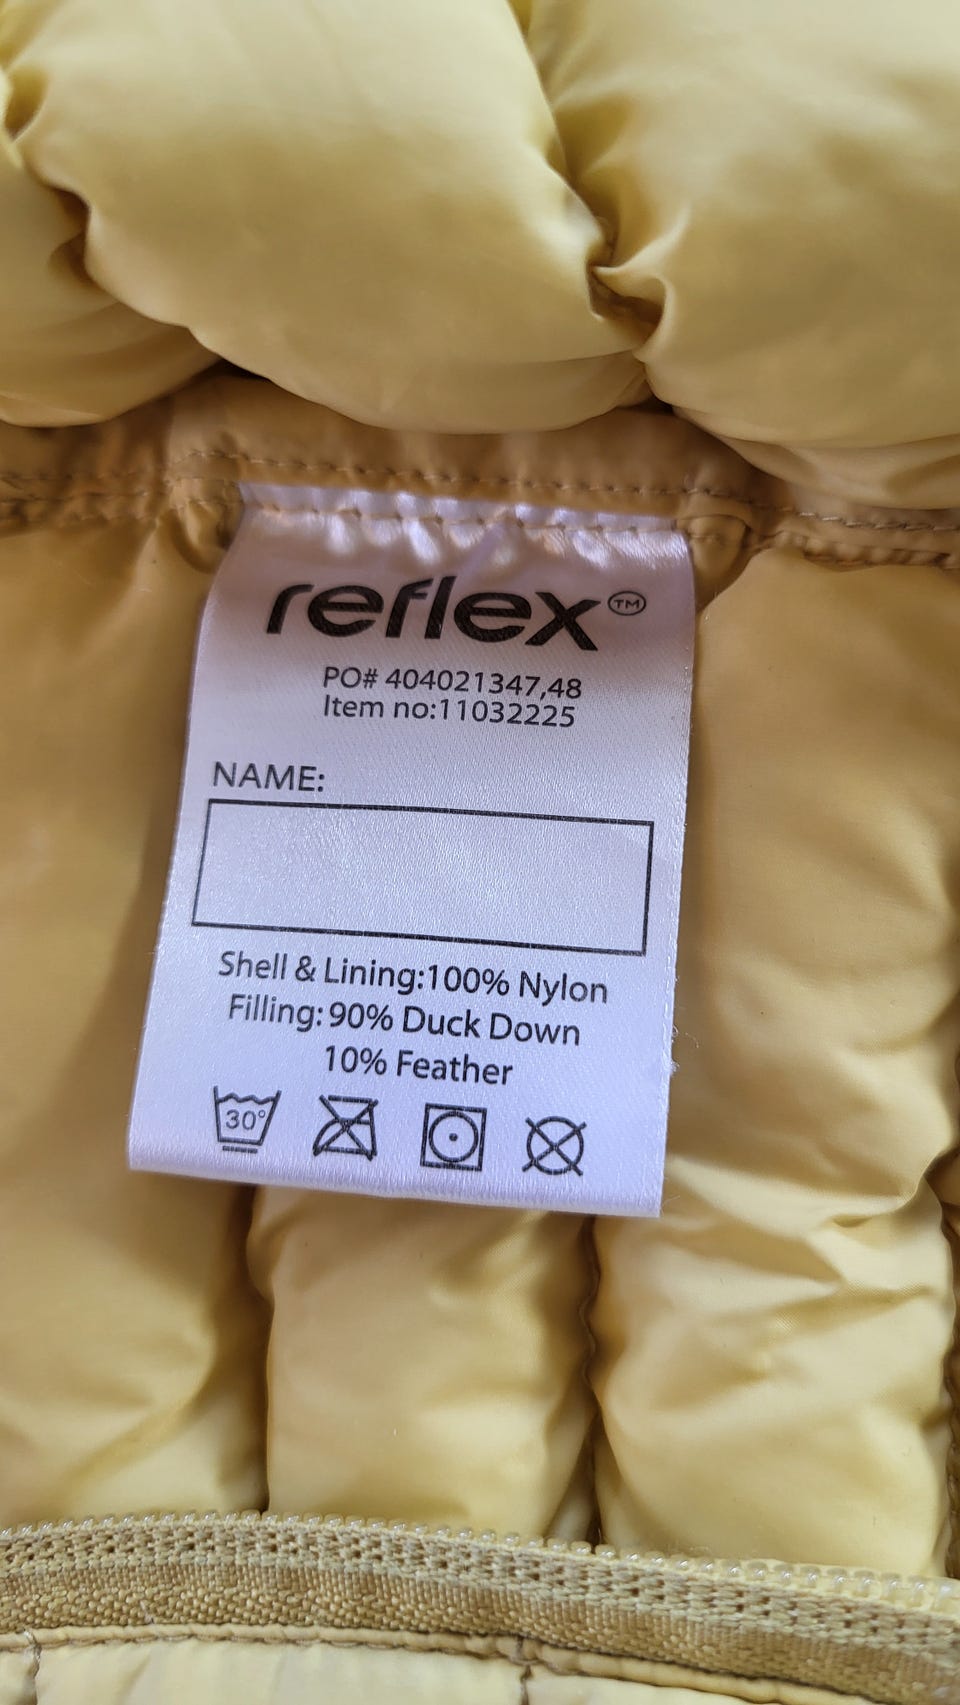 reflex™
PO# 404021347,48
Item no:11032225
NAME:
Shell & Lining:100% Nylon
Filling: 90% Duck Down
10% Feather
30°